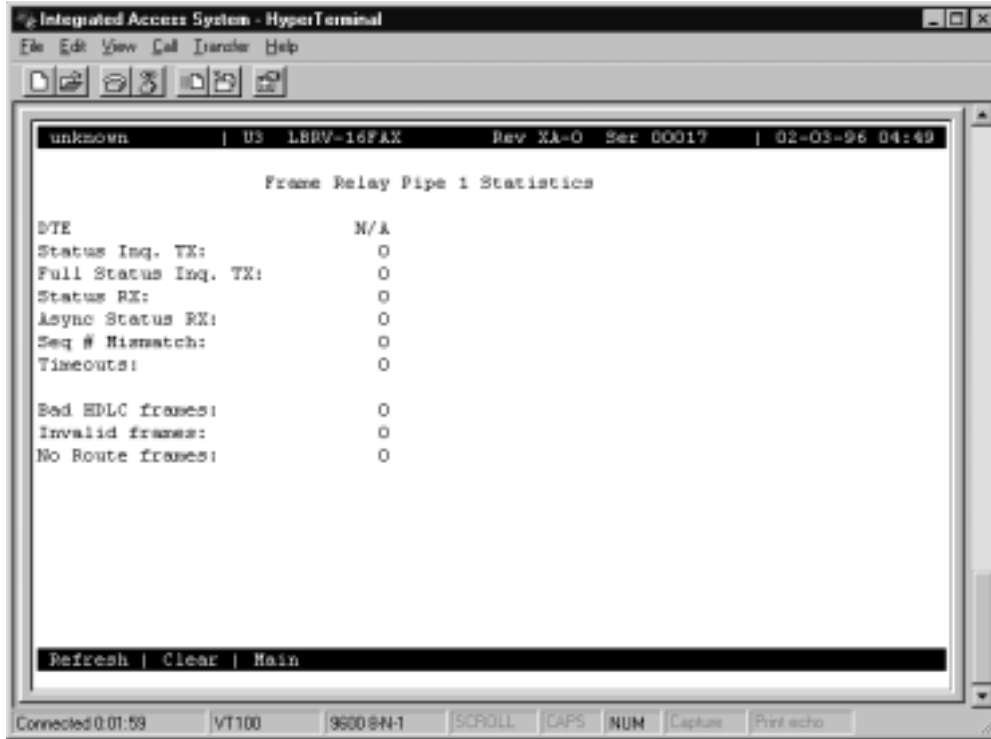 Integrated Access System - HyperTerminal
File Edit View Call Transfer Help
unknown | U3 LBRV-16FAX Rev XA-0 Ser 00017 | 02-03-96 04:49
Frame Relay Pipe 1 Statistics
DTE N/A
Status Inq. TX: 0
Full Status Inq. TX: 0
Status RX: 0
Async Status RX: 0
Seq # Mismatch: 0
Timeouts: 0
Bad HDLC frames: 0
Invalid frames: 0
No Route frames: 0
Refresh | Clear | Main
Connected 0:01:59 VT100 9600 8-N-1 SCROLL CAPS NUM Capture Print echo